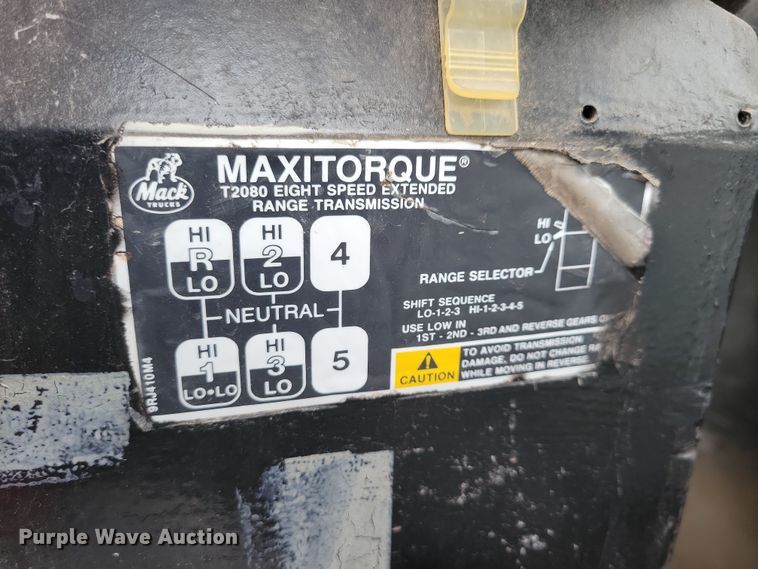 Mack
TRUCKS
MAXITORQUE®
T2080 EIGHT SPEED EXTENDED
RANGE TRANSMISSION
HI
R
LO
HI
2
LO
4
NEUTRAL
HI
1
LO•LO
HI
3
LO
5
HI
LO
RANGE SELECTOR
SHIFT SEQUENCE
LO-1-2-3 HI-1-2-3-4-5
USE LOW IN
1ST - 2ND - 3RD AND REVERSE GEARS
CAUTION
TO AVOID TRANSMISSION
DAMAGE, DO NOT CHANGE
WHILE MOVING IN REVERSE
9RJ410M4
Purple Wave Auction